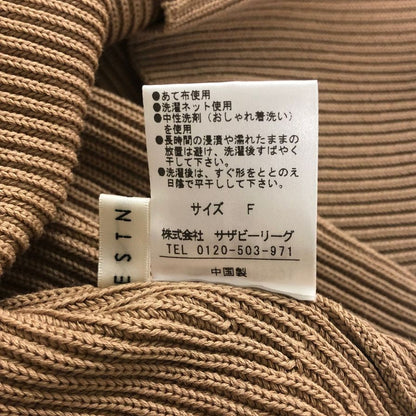 ●あて布使用
●洗濯ネット使用
●中性洗剤（おしゃれ着洗い）
を使用
●長時間の浸漬や濡れたままの
放置は避け、洗濯後すばやく
干して下さい。
●洗濯後は、すぐ形をととのえ
日陰で平干しして下さい。
サイズ F
株式会社 サザビーリーグ
TEL 0120-503-971
中国製
ESTN